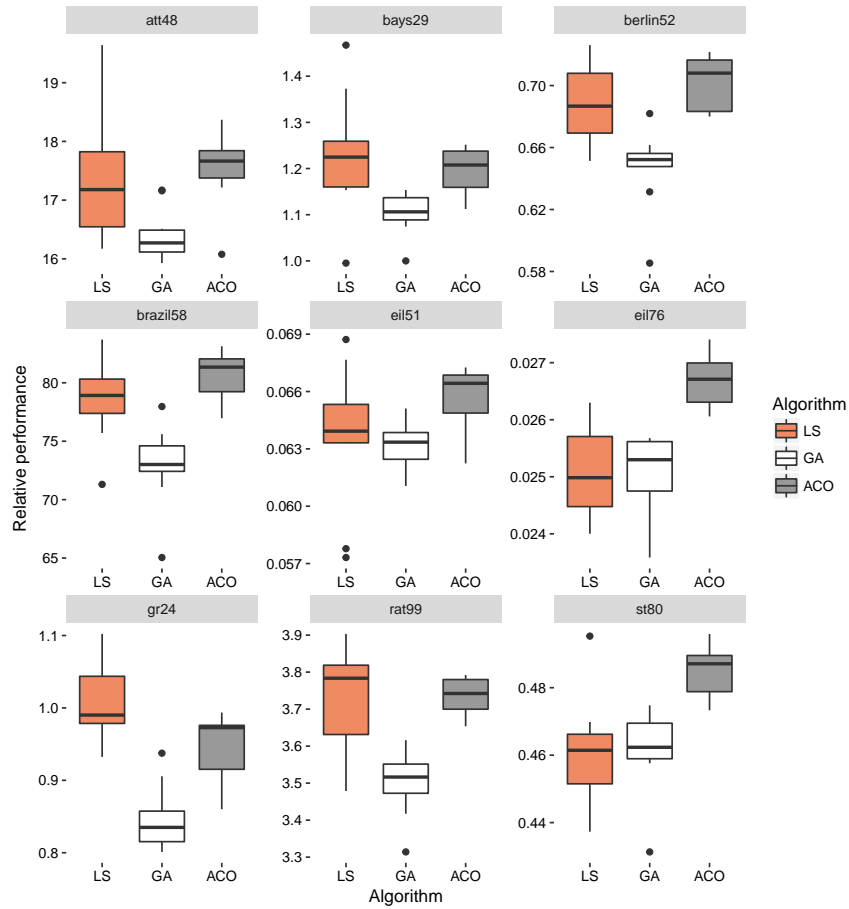 att48
bays29
berlin52
19
18
17
16
1.4
1.3
1.2
1.1
1.0
0.70
0.66
0.62
0.58
LS GA ACO
LS GA ACO
LS GA ACO
brazil58
eil51
eil76
80
75
70
65
0.069
0.066
0.063
0.060
0.057
0.027
0.026
0.025
0.024
LS GA ACO
LS GA ACO
LS GA ACO
gr24
rat99
st80
1.1
1.0
0.9
0.8
3.9
3.8
3.7
3.6
3.5
3.4
3.3
0.48
0.46
0.44
LS GA ACO
LS GA ACO
LS GA ACO
Algorithm
Relative performance
Algorithm
LS
GA
ACO